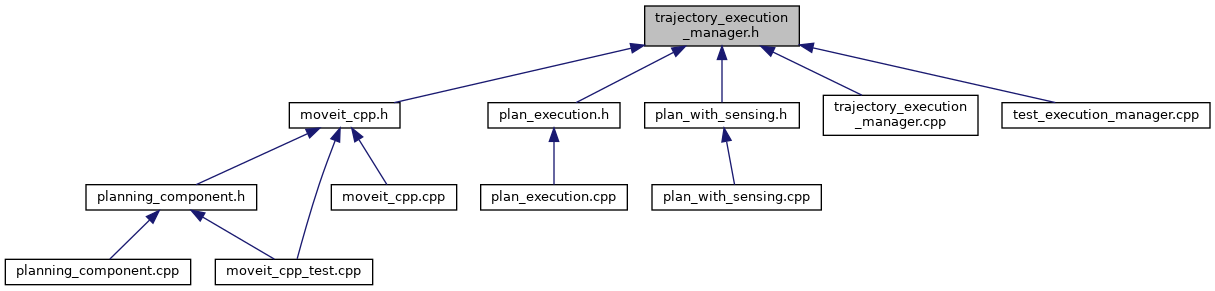 trajectory_execution
_manager.h
moveit_cpp.h
plan_execution.h
plan_with_sensing.h
trajectory_execution
_manager.cpp
test_execution_manager.cpp
planning_component.h
moveit_cpp.cpp
plan_execution.cpp
plan_with_sensing.cpp
planning_component.cpp
moveit_cpp_test.cpp